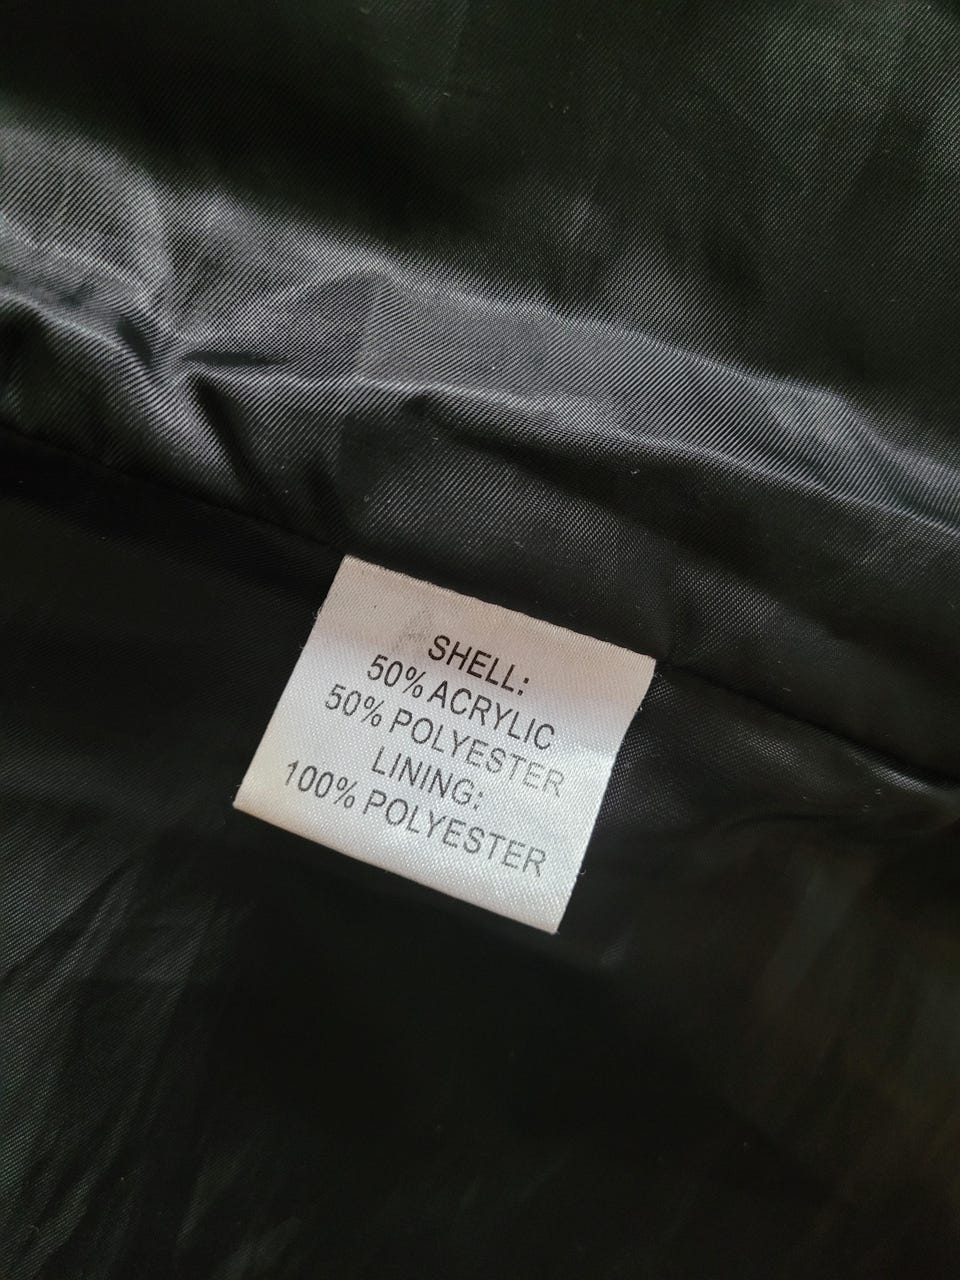 SHELL:
50% ACRYLIC
50% POLYESTER
LINING:
100% POLYESTER